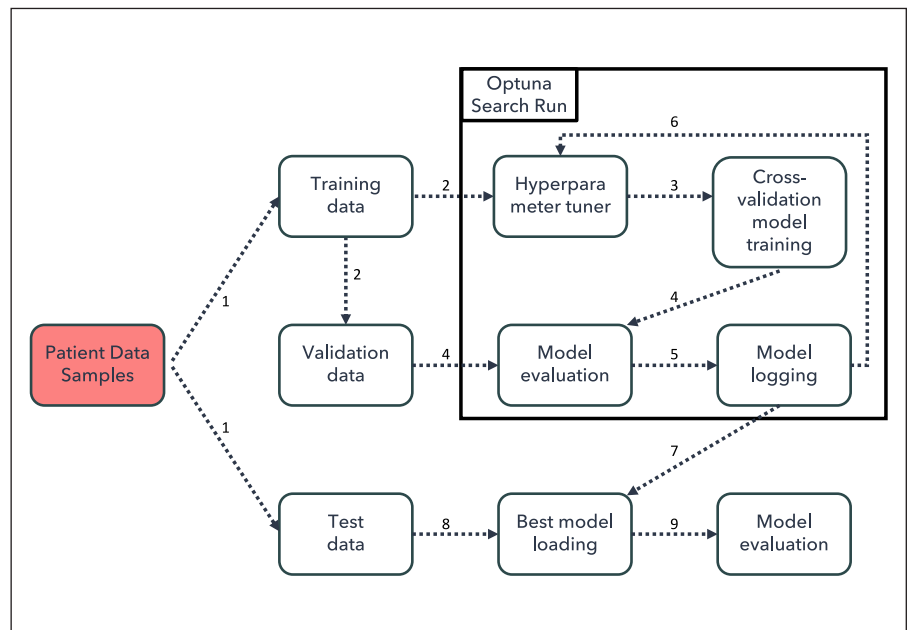 Optuna
Search Run
6
Training
data
2
Hyperpara
meter tuner
3
Cross-
validation
model
training
1
2
4
Patient Data
Samples
Validation
data
4
Model
evaluation
5
Model
logging
1
7
Test
data
8
Best model
loading
9
Model
evaluation